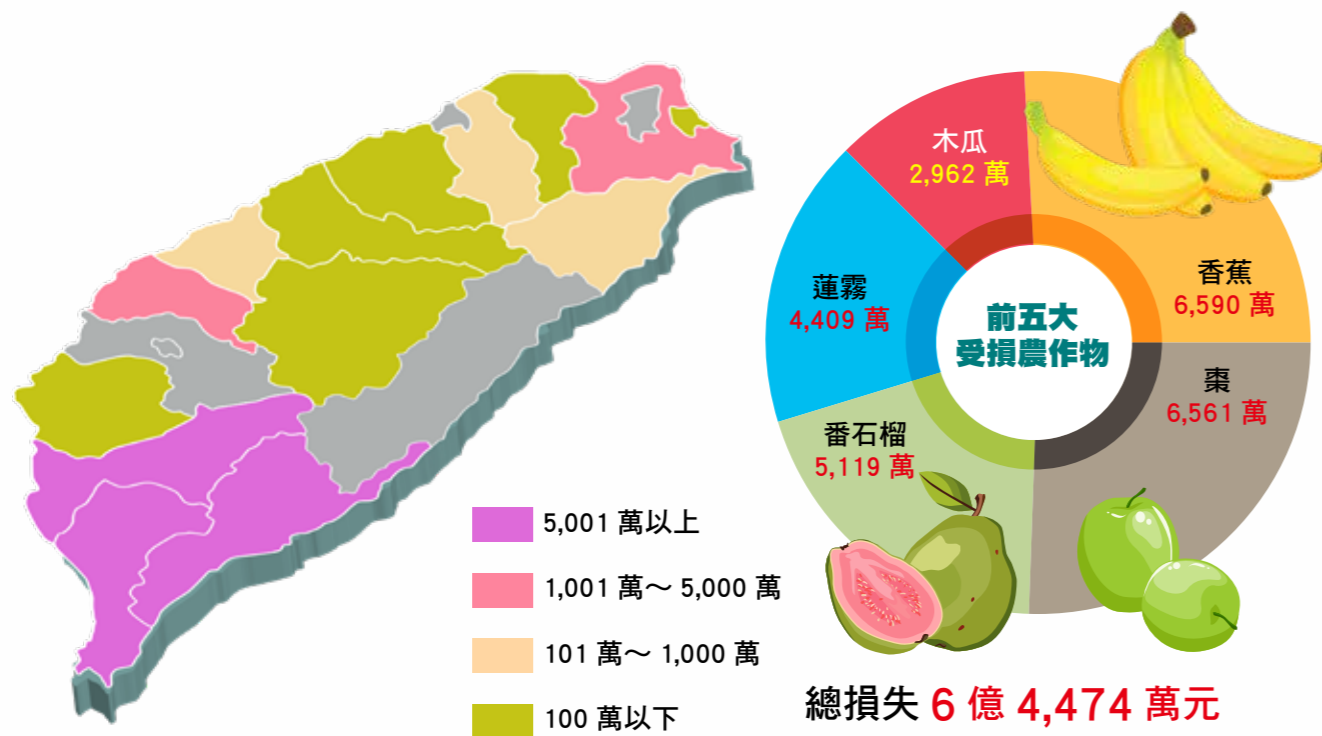 5,001 萬以上
1,001 萬～ 5,000 萬
101 萬～ 1,000 萬
100 萬以下
前五大
受損農作物
木瓜
2,962 萬
香蕉
6,590 萬
棗
6,561 萬
番石榴
5,119 萬
蓮霧
4,409 萬
總損失 6 億 4,474 萬元